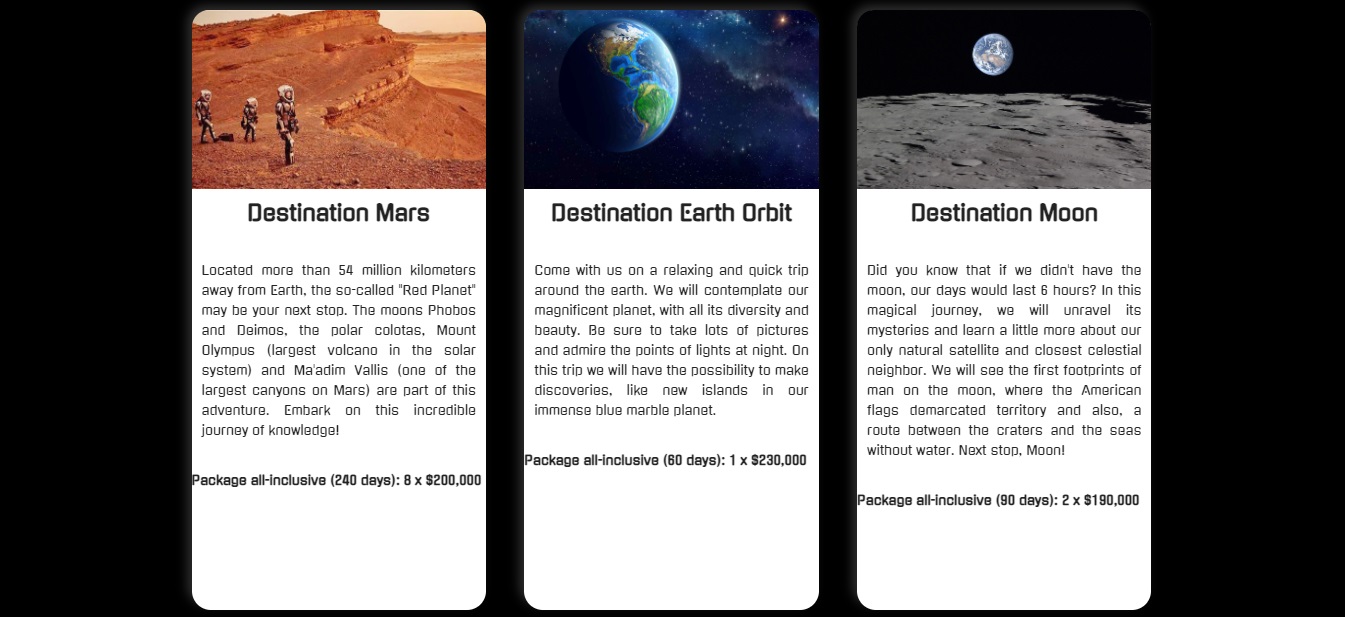 Destination Mars
Located more than 54 million kilometers
away from Earth, the so-called "Red Planet"
may be your next stop. The moons Phobos
and Deimos, the polar colotas, Mount
Olympus (largest volcano in the solar
system) and Ma'adim Vallis (one of the
largest canyons on Mars) are part of this
adventure. Embark on this incredible
journey of knowledge!
Package all-inclusive (240 days): 8 x $200,000
Destination Earth Orbit
Come with us on a relaxing and quick trip
around the earth. We will contemplate our
magnificent planet, with all its diversity and
beauty. Be sure to take lots of pictures
and admire the points of lights at night. On
this trip we will have the possibility to make
discoveries, like new islands in our
immense blue marble planet.
Package all-inclusive (60 days): 1 x $230,000
Destination Moon
Did you know that if we didn't have the
moon, our days would last 6 hours? In this
magical journey, we will unravel its
mysteries and learn a little more about our
only natural satellite and closest celestial
neighbor. We will see the first footprints of
man on the moon, where the American
flags demarcated territory and also, a
route between the craters and the seas
without water. Next stop, Moon!
Package all-inclusive (90 days): 2 x $190,000